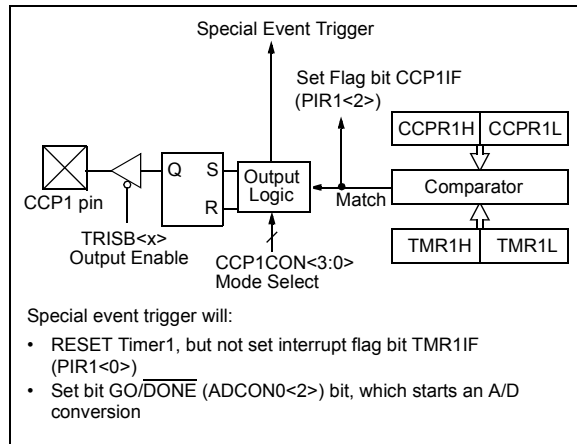 Special Event Trigger
Set Flag bit CCP1IF
(PIR1<2>)
CCPR1H CCPR1L
Q S
R
Output
Logic
Match
Comparator
CCP1 pin
TRISB<x>
Output Enable
CCP1CON<3:0>
Mode Select
TMR1H TMR1L
Special event trigger will:
• RESET Timer1, but not set interrupt flag bit TMR1IF
(PIR1<0>)
• Set bit GO/DONE (ADCON0<2>) bit, which starts an A/D
conversion